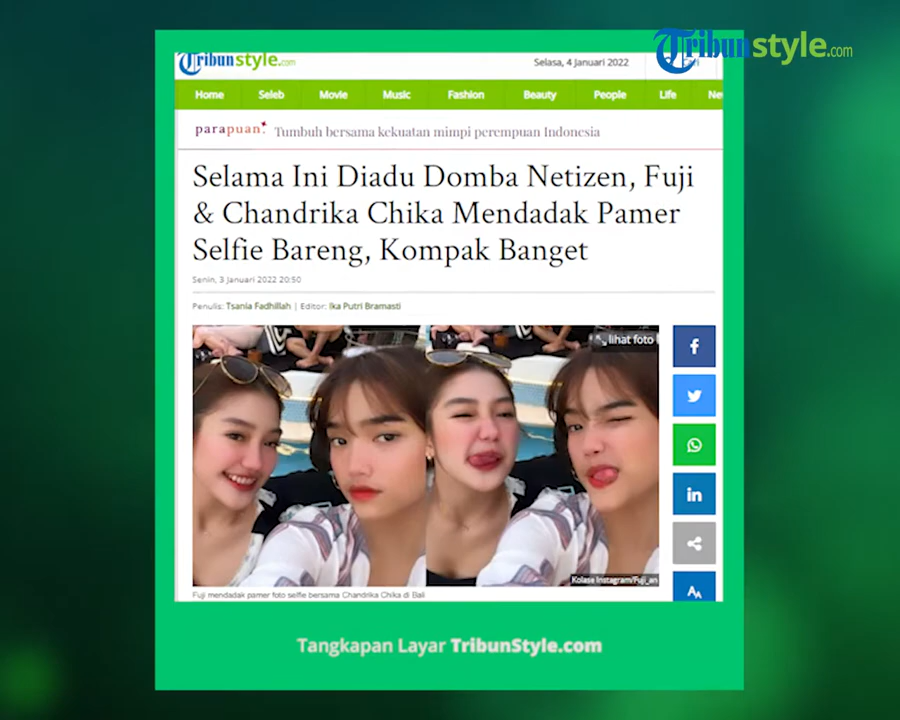 Tribunstyle.com
Tribunstyle.com
Selasa, 4 Januari 2022
Home Seleb Movie Music Fashion Beauty People Life Ne
parapuan. Tumbuh bersama kekuatan mimpi perempuan Indonesia
Selama Ini Diadu Domba Netizen, Fuji
& Chandrika Chika Mendadak Pamer
Selfie Bareng, Kompak Banget
Senin, 3 Januari 2022 20:50
Penulis: Tsania Fadhillah | Editor: Ika Putri Bramasti
lihat foto
Kolase Instagram/Fuji_an
Fuji mendadak pamer foto selfie bersama Chandrika Chika di Bali
Tangkapan Layar TribunStyle.com